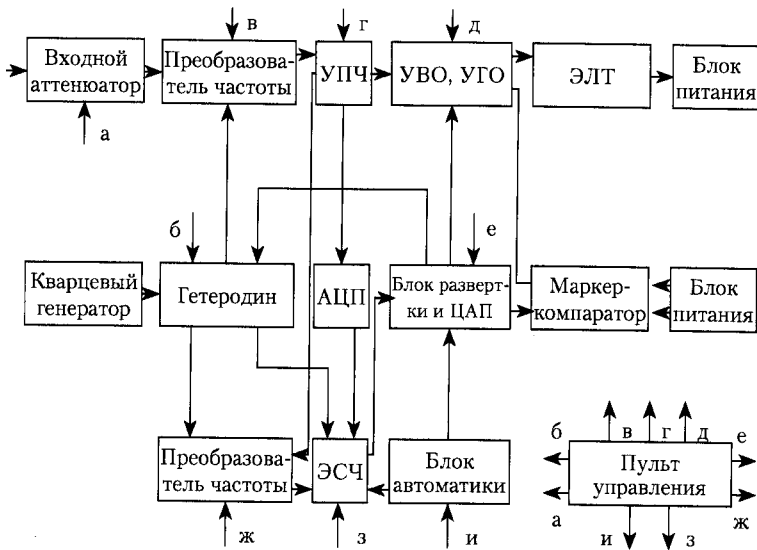 в
г
д
Входной
аттенюатор
Преобразова-
тель частоты
УПЧ
УВО, УГО
ЭЛТ
Блок
питания
а
б
е
Кварцевый
генератор
Гетеродин
АЦП
Блок разверт-
ки и ЦАП
Маркер-
компаратор
Блок
питания
Преобразова-
тель частоты
ЭСЧ
Блок
автоматики
б
в
г
д
е
Пульт
управления
а
ж
и
з
ж
з
и